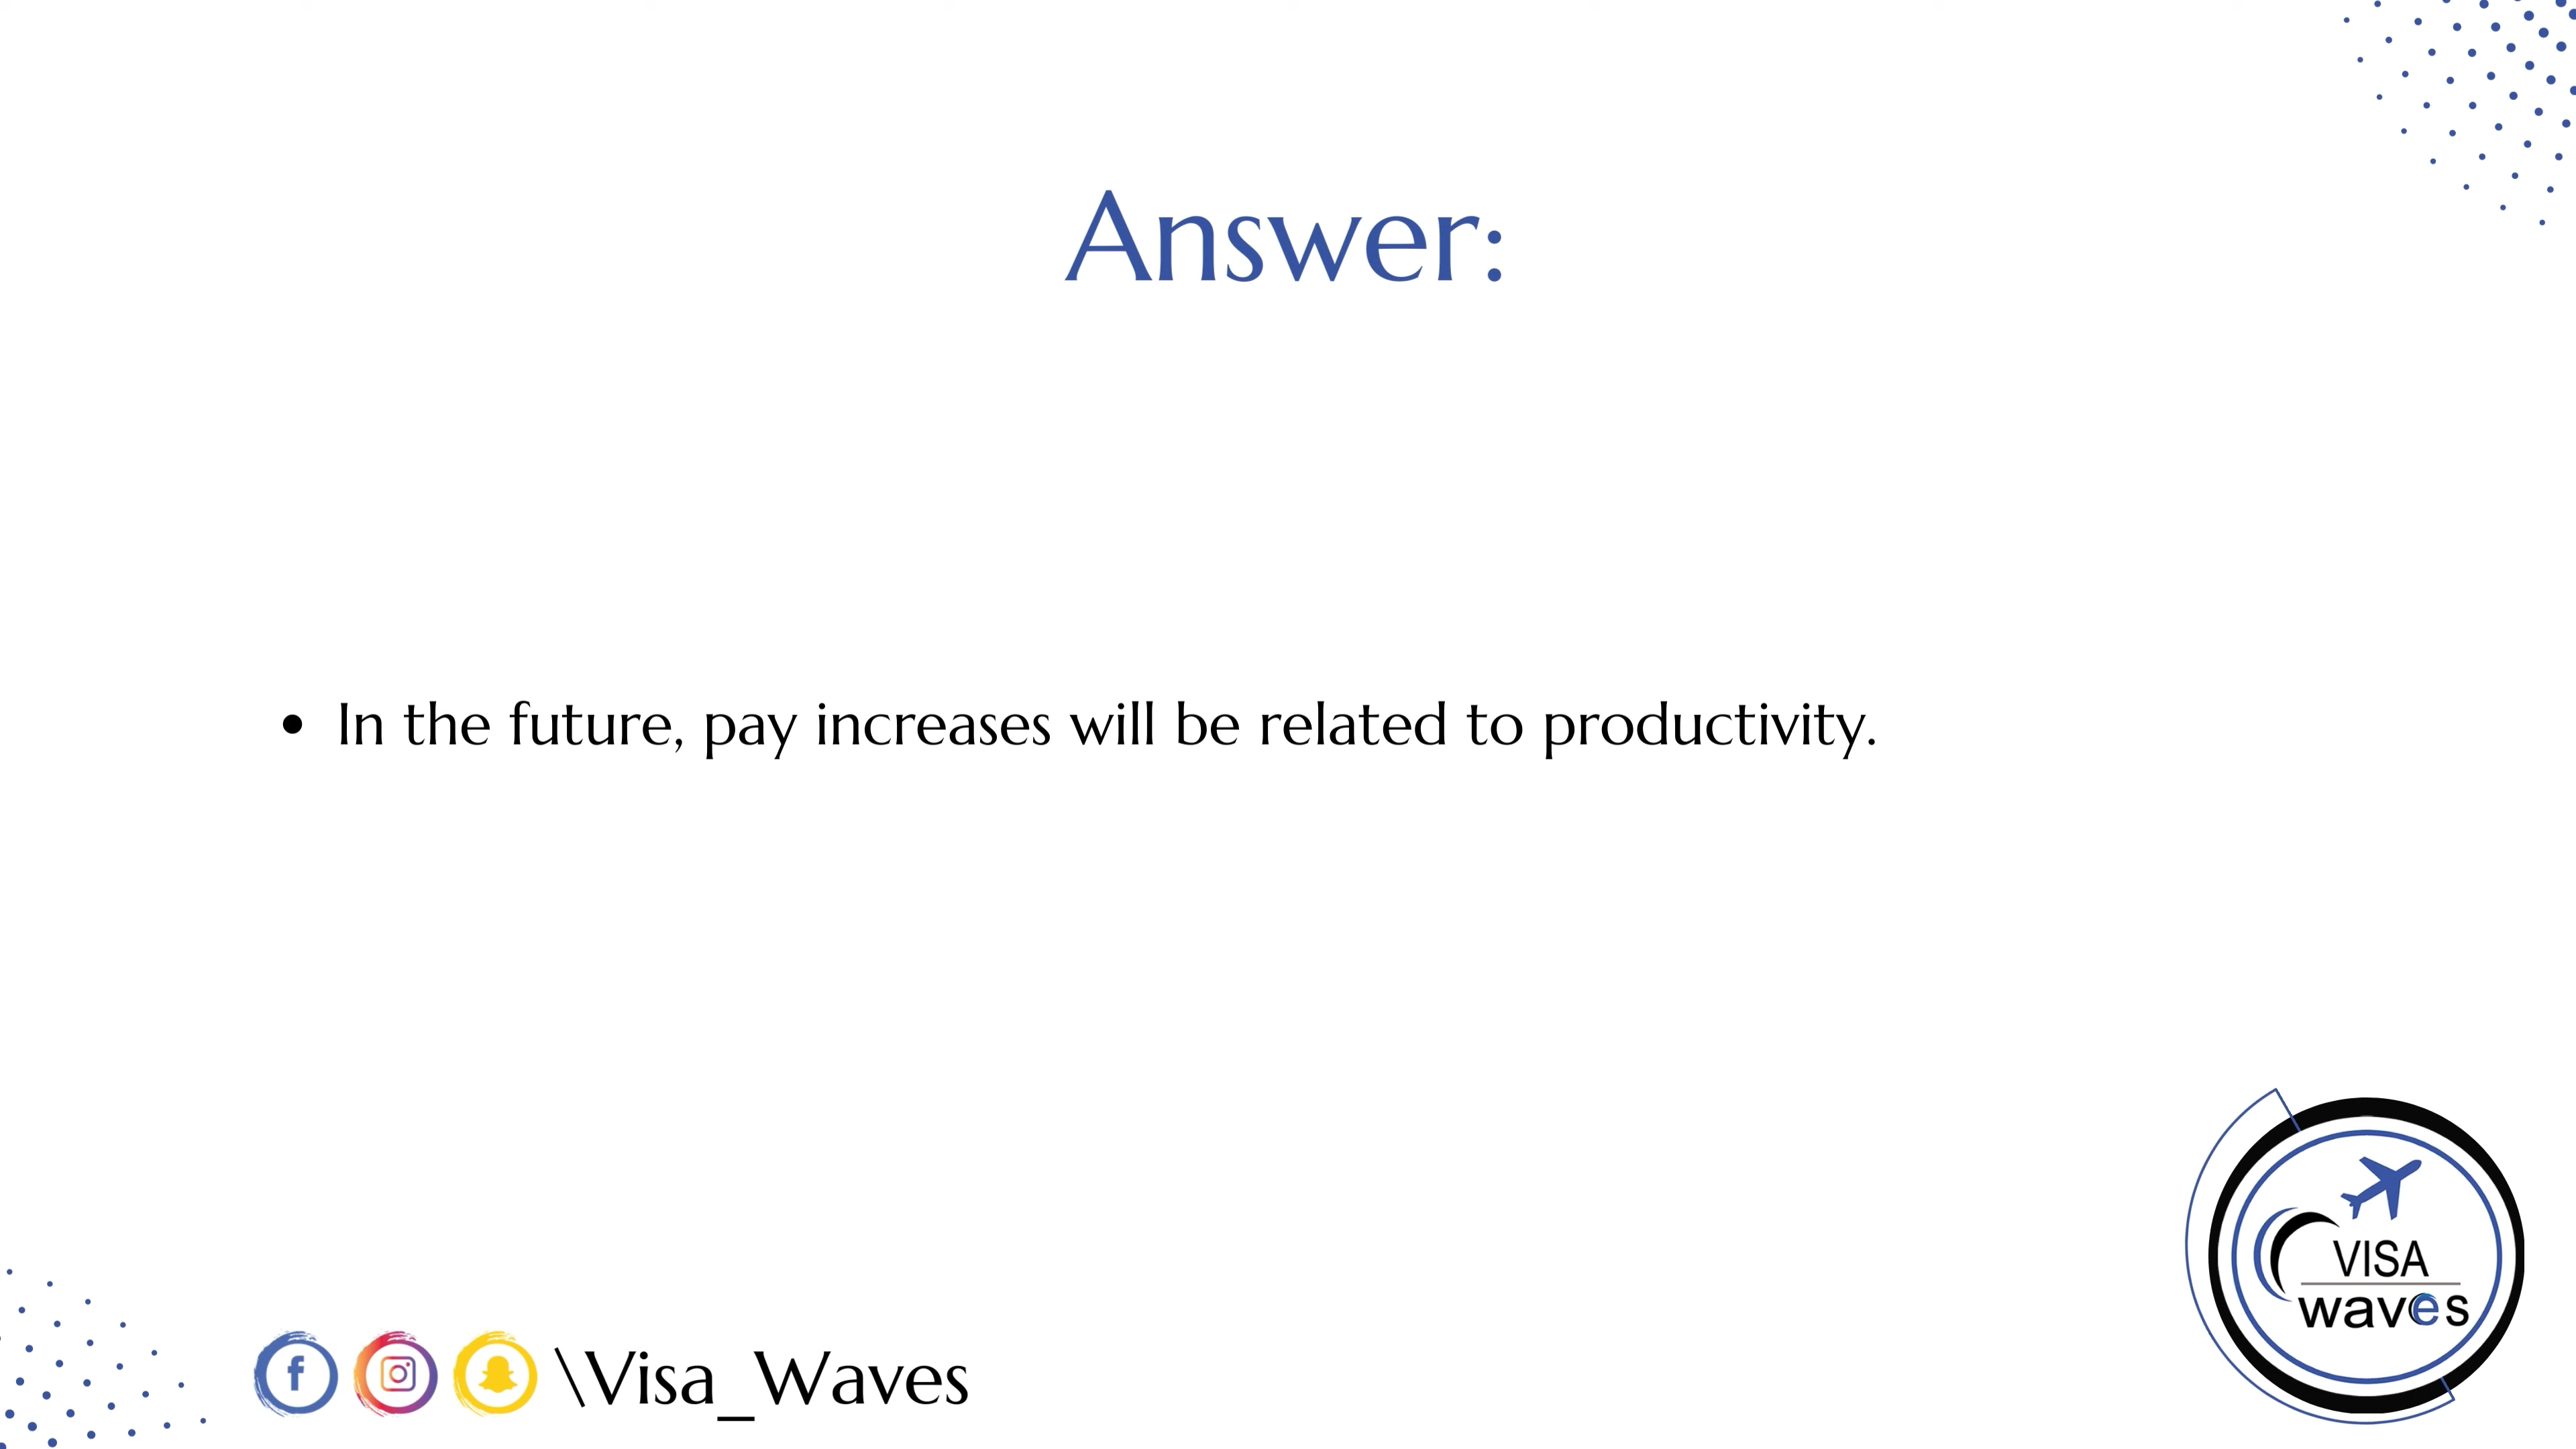 Answer:
• In the future, pay increases will be related to productivity.
VISA
waves
\Visa_Waves